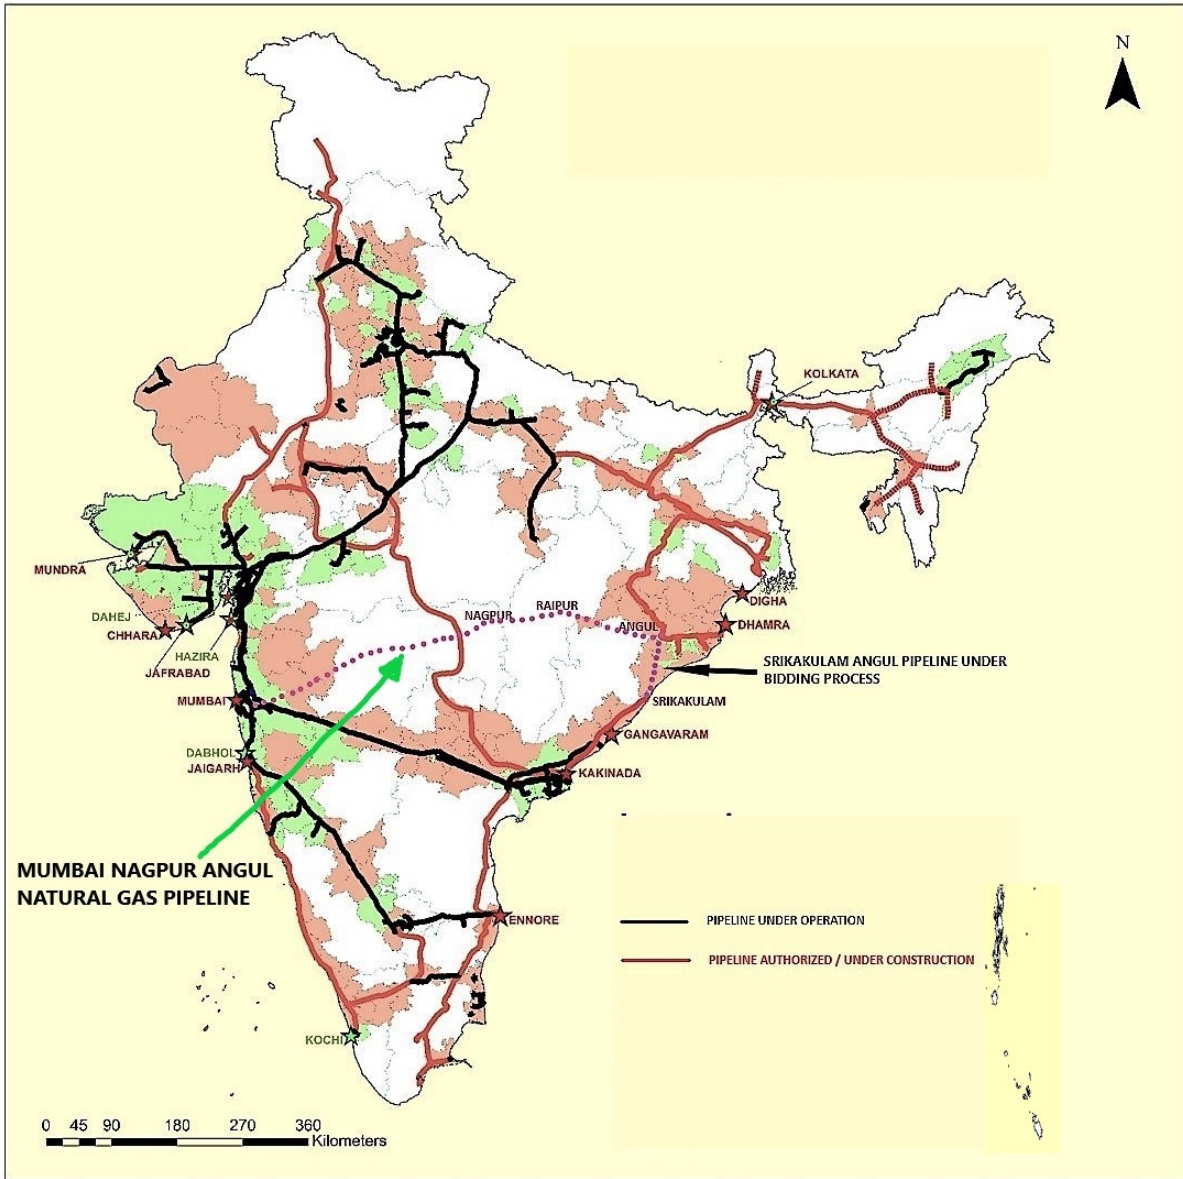 N
KOLKATA
MUNDRA
DAHEJ
CHHARA
HAZIRA
JAFRABAD
NAGPUR
RAIPUR
ANGUL
DIGHA
DHAMRA
SRIKAKULAM ANGUL PIPELINE UNDER
BIDDING PROCESS
MUMBAI
SRIKAKULAM
GANGAVARAM
DABHOL
JAIGARH
KAKINADA
MUMBAI NAGPUR ANGUL
NATURAL GAS PIPELINE
ENNORE
PIPELINE UNDER OPERATION
PIPELINE AUTHORIZED / UNDER CONSTRUCTION
KOCHI
0 45 90 180 270 360
Kilometers